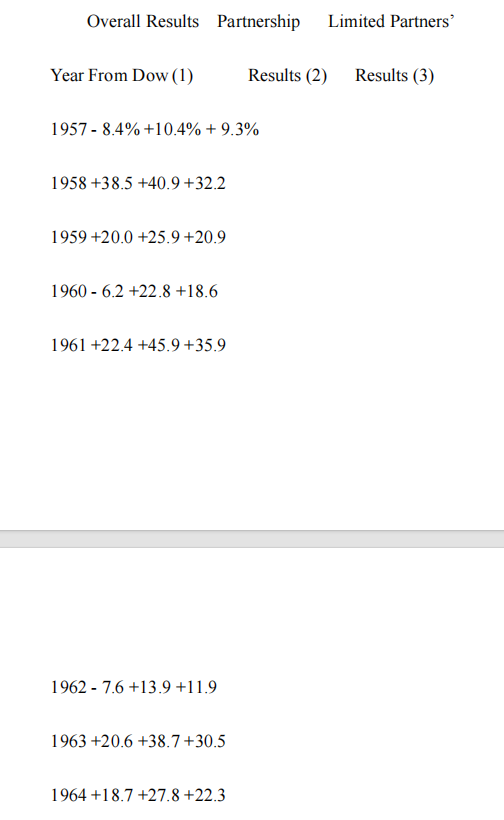 Overall Results Partnership Limited Partners’
Year From Dow (1) Results (2) Results (3)
1957 - 8.4% +10.4% + 9.3%
1958 +38.5 +40.9 +32.2
1959 +20.0 +25.9 +20.9
1960 - 6.2 +22.8 +18.6
1961 +22.4 +45.9 +35.9
1962 - 7.6 +13.9 +11.9
1963 +20.6 +38.7 +30.5
1964 +18.7 +27.8 +22.3